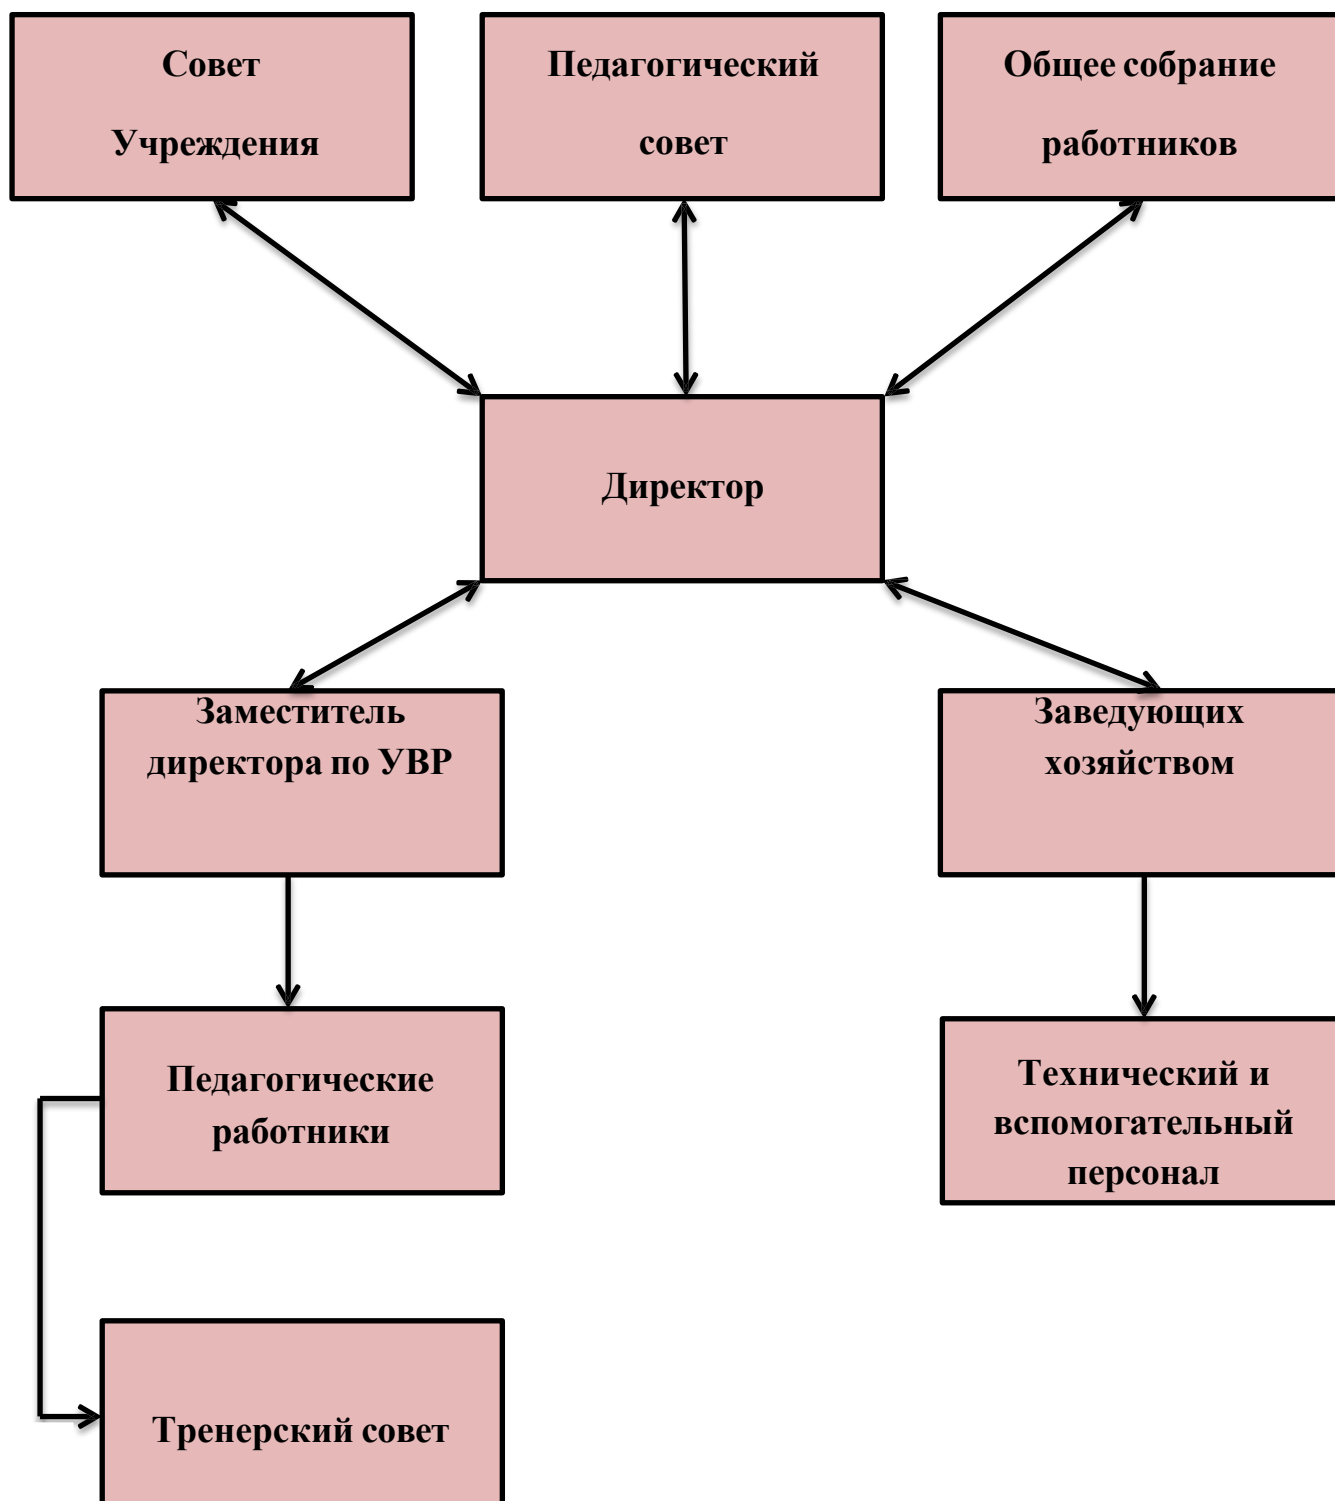 Совет
Учреждения
Педагогический
совет
Общее собрание
работников
Директор
Заместитель
директора по УВР
Заведующих
хозяйством
Педагогические
работники
Технический и
вспомогательный
персонал
Тренерский совет